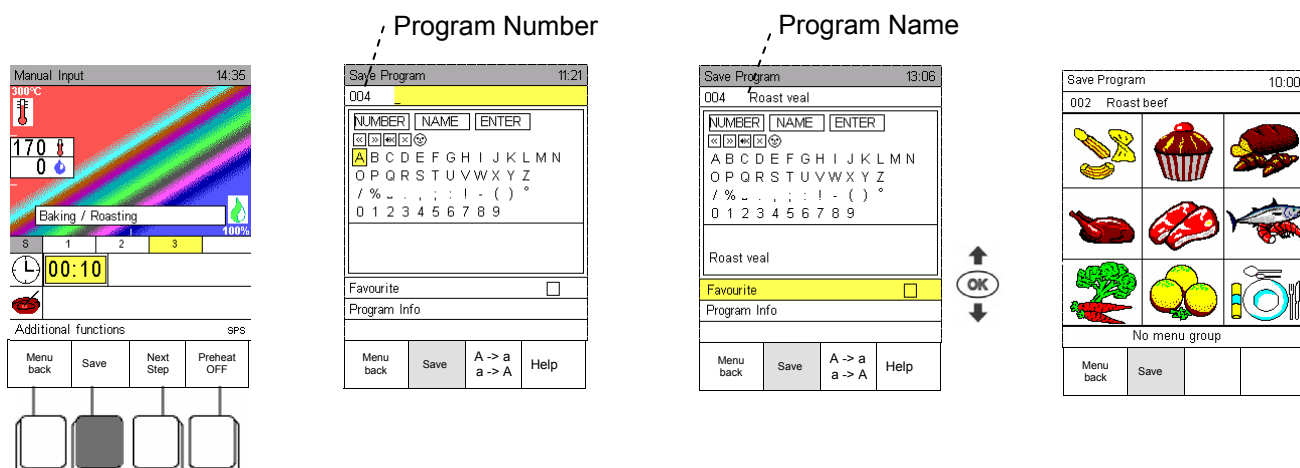 Program Number
Program Name
Manual Input 14:35
300°C
170
0
Baking / Roasting
100%
S 1 2 3
00:10
Additional functions SPS
Menu back
Save
Next Step
Preheat OFF
Save Program 11:21
004 _
NUMBER NAME ENTER
A B C D E F G H I J K L M N
O P Q R S T U V W X Y Z
/ % ⌣ . , ; : ! - ( ) °
0 1 2 3 4 5 6 7 8 9
Favourite
Program Info
Menu back
Save
A -> a
a -> A
Help
Save Program 13:06
004 Roast veal
NUMBER NAME ENTER
A B C D E F G H I J K L M N
O P Q R S T U V W X Y Z
/ % ⌣ . , ; : ! - ( ) °
0 1 2 3 4 5 6 7 8 9
Roast veal
Favourite
Program Info
Menu back
Save
A -> a
a -> A
Help
OK
Save Program 10:00
002 Roast beef
No menu group
Menu back
Save